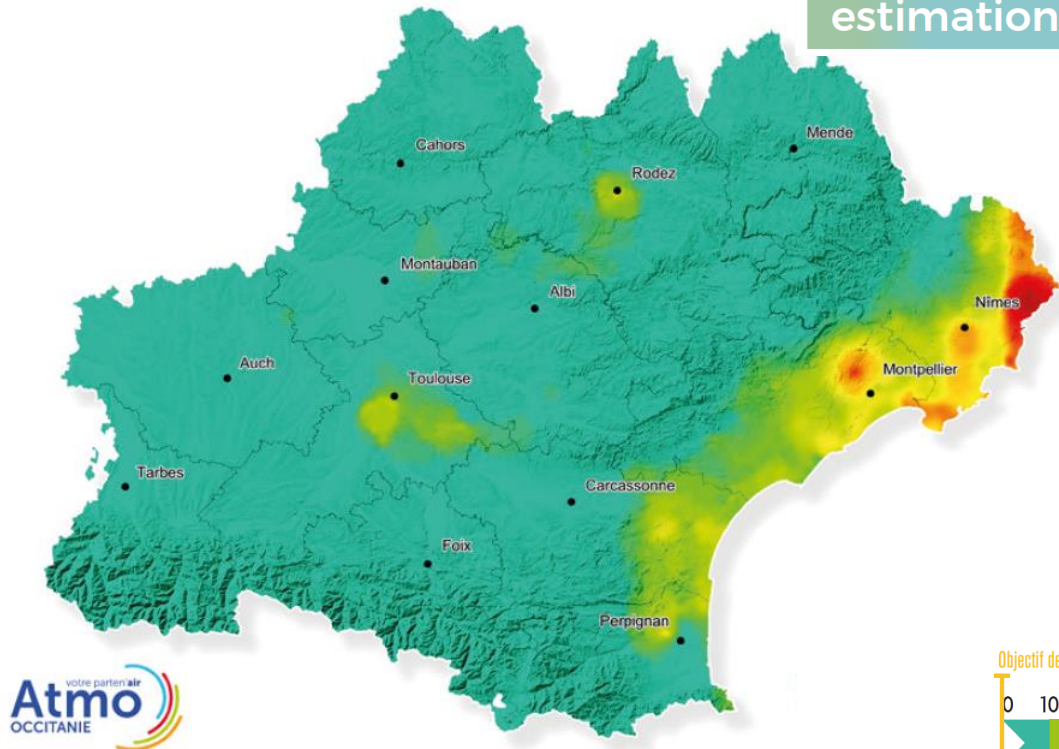 estimation
Cahors
Mende
Rodez
Montauban
Albi
Nîmes
Auch
Toulouse
Montpellier
Tarbes
Carcassonne
Foix
Perpignan
votre parten'air
Atmo
OCCITANIE
Objectif de
0 10